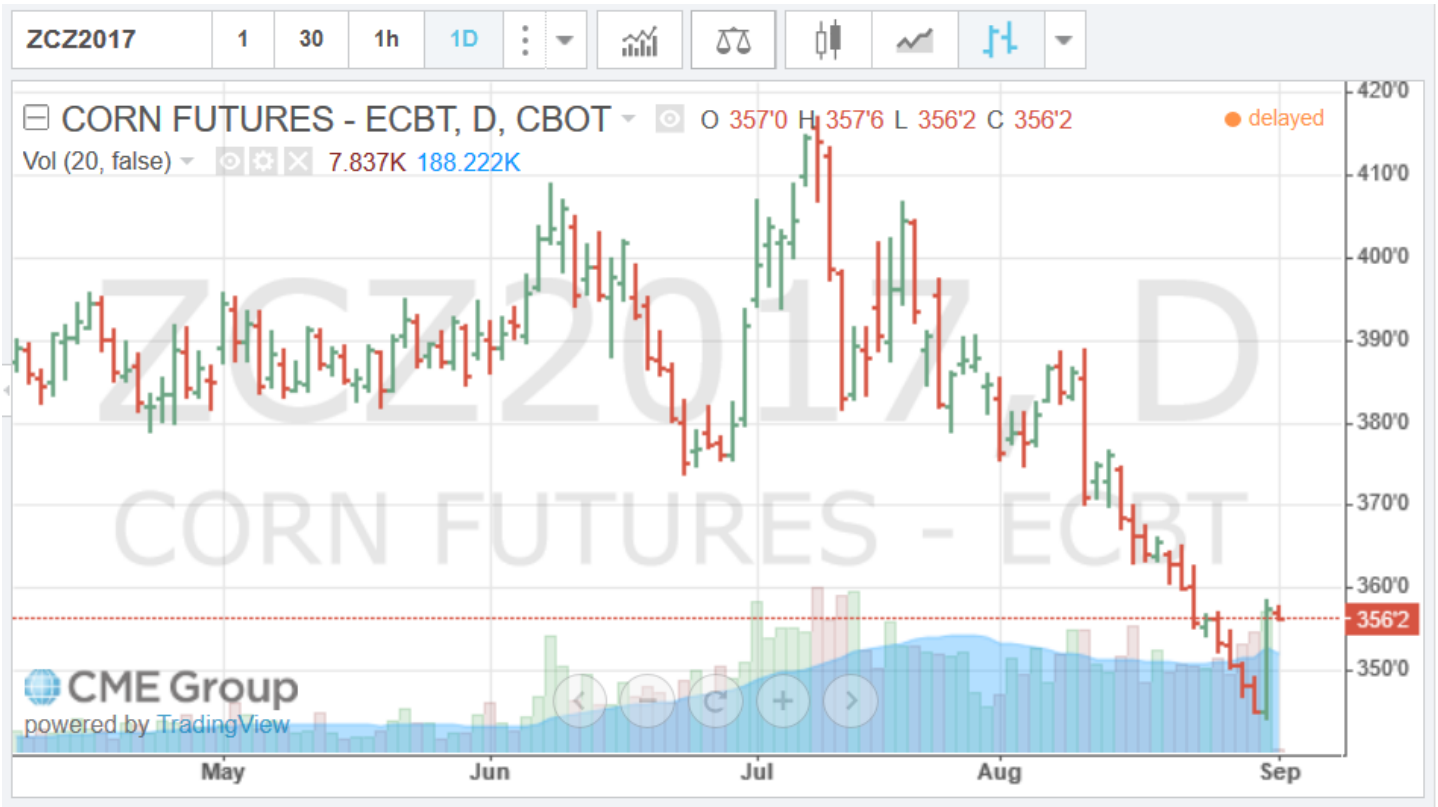 ZCZ2017 1 30 1h 1D
CORN FUTURES - ECBT, D, CBOT O 357'0 H 357'6 L 356'2 C 356'2 delayed
Vol (20, false) 7.837K 188.222K
420'0
410'0
400'0
390'0
380'0
370'0
360'0
356'2
350'0
ZCZ2017, D
CORN FUTURES - ECBT
CME Group
powered by TradingView
May Jun Jul Aug Sep